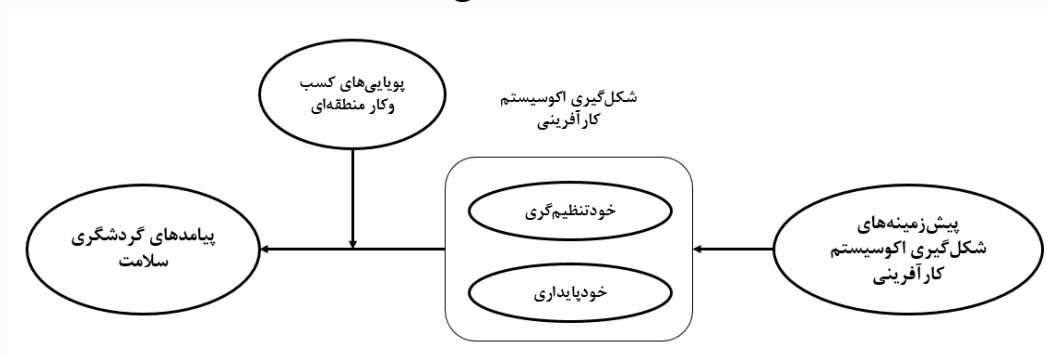 پویایی‌های کسب
وکار منطقه‌ای
شکل‌گیری اکوسیستم
کارآفرینی
پیش‌زمینه‌های
شکل‌گیری اکوسیستم
کارآفرینی
خودتنظیم‌گری
خودپایداری
پیامدهای گردشگری
سلامت